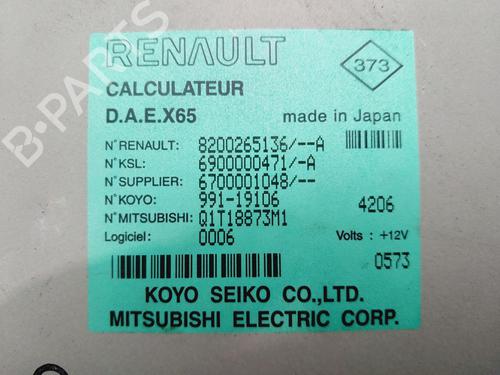 RENAULT
373
CALCULATEUR
D.A.E.X65
made in Japan
N°RENAULT: 8200265136/--A
N°KSL: 6900000471/-A
N°SUPPLIER: 6700001048/--
N°KOYO: 991-19106
4206
N°MITSUBISHI: Q1T18873M1
Logiciel: 0006
Volts : +12V
0573
KOYO SEIKO CO.,LTD.
MITSUBISHI ELECTRIC CORP.
B-PARTS